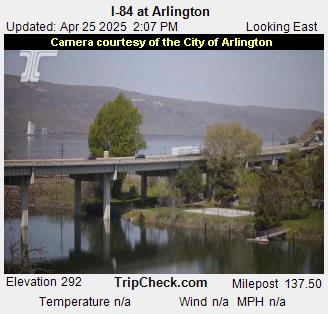 I-84 at Arlington
Updated: Apr 25 2025 2:07 PM Looking East
Camera courtesy of the City of Arlington
Elevation 292 TripCheck.com Milepost 137.50
Temperature n/a Wind n/a MPH n/a